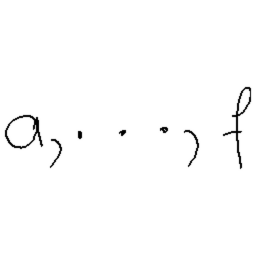 a, . . . , f